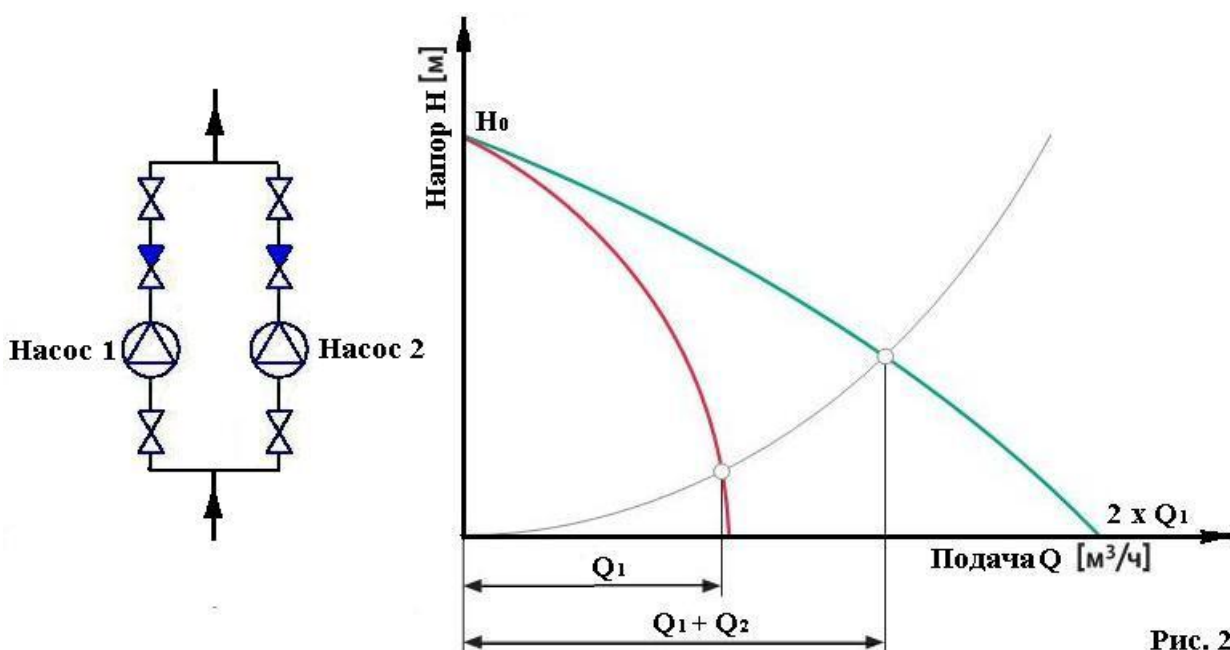 Напор H [м]
H₀
Насос 1
Насос 2
2 x Q₁
Подача Q [м³/ч]
Q₁
Q₁ + Q₂
Рис. 2